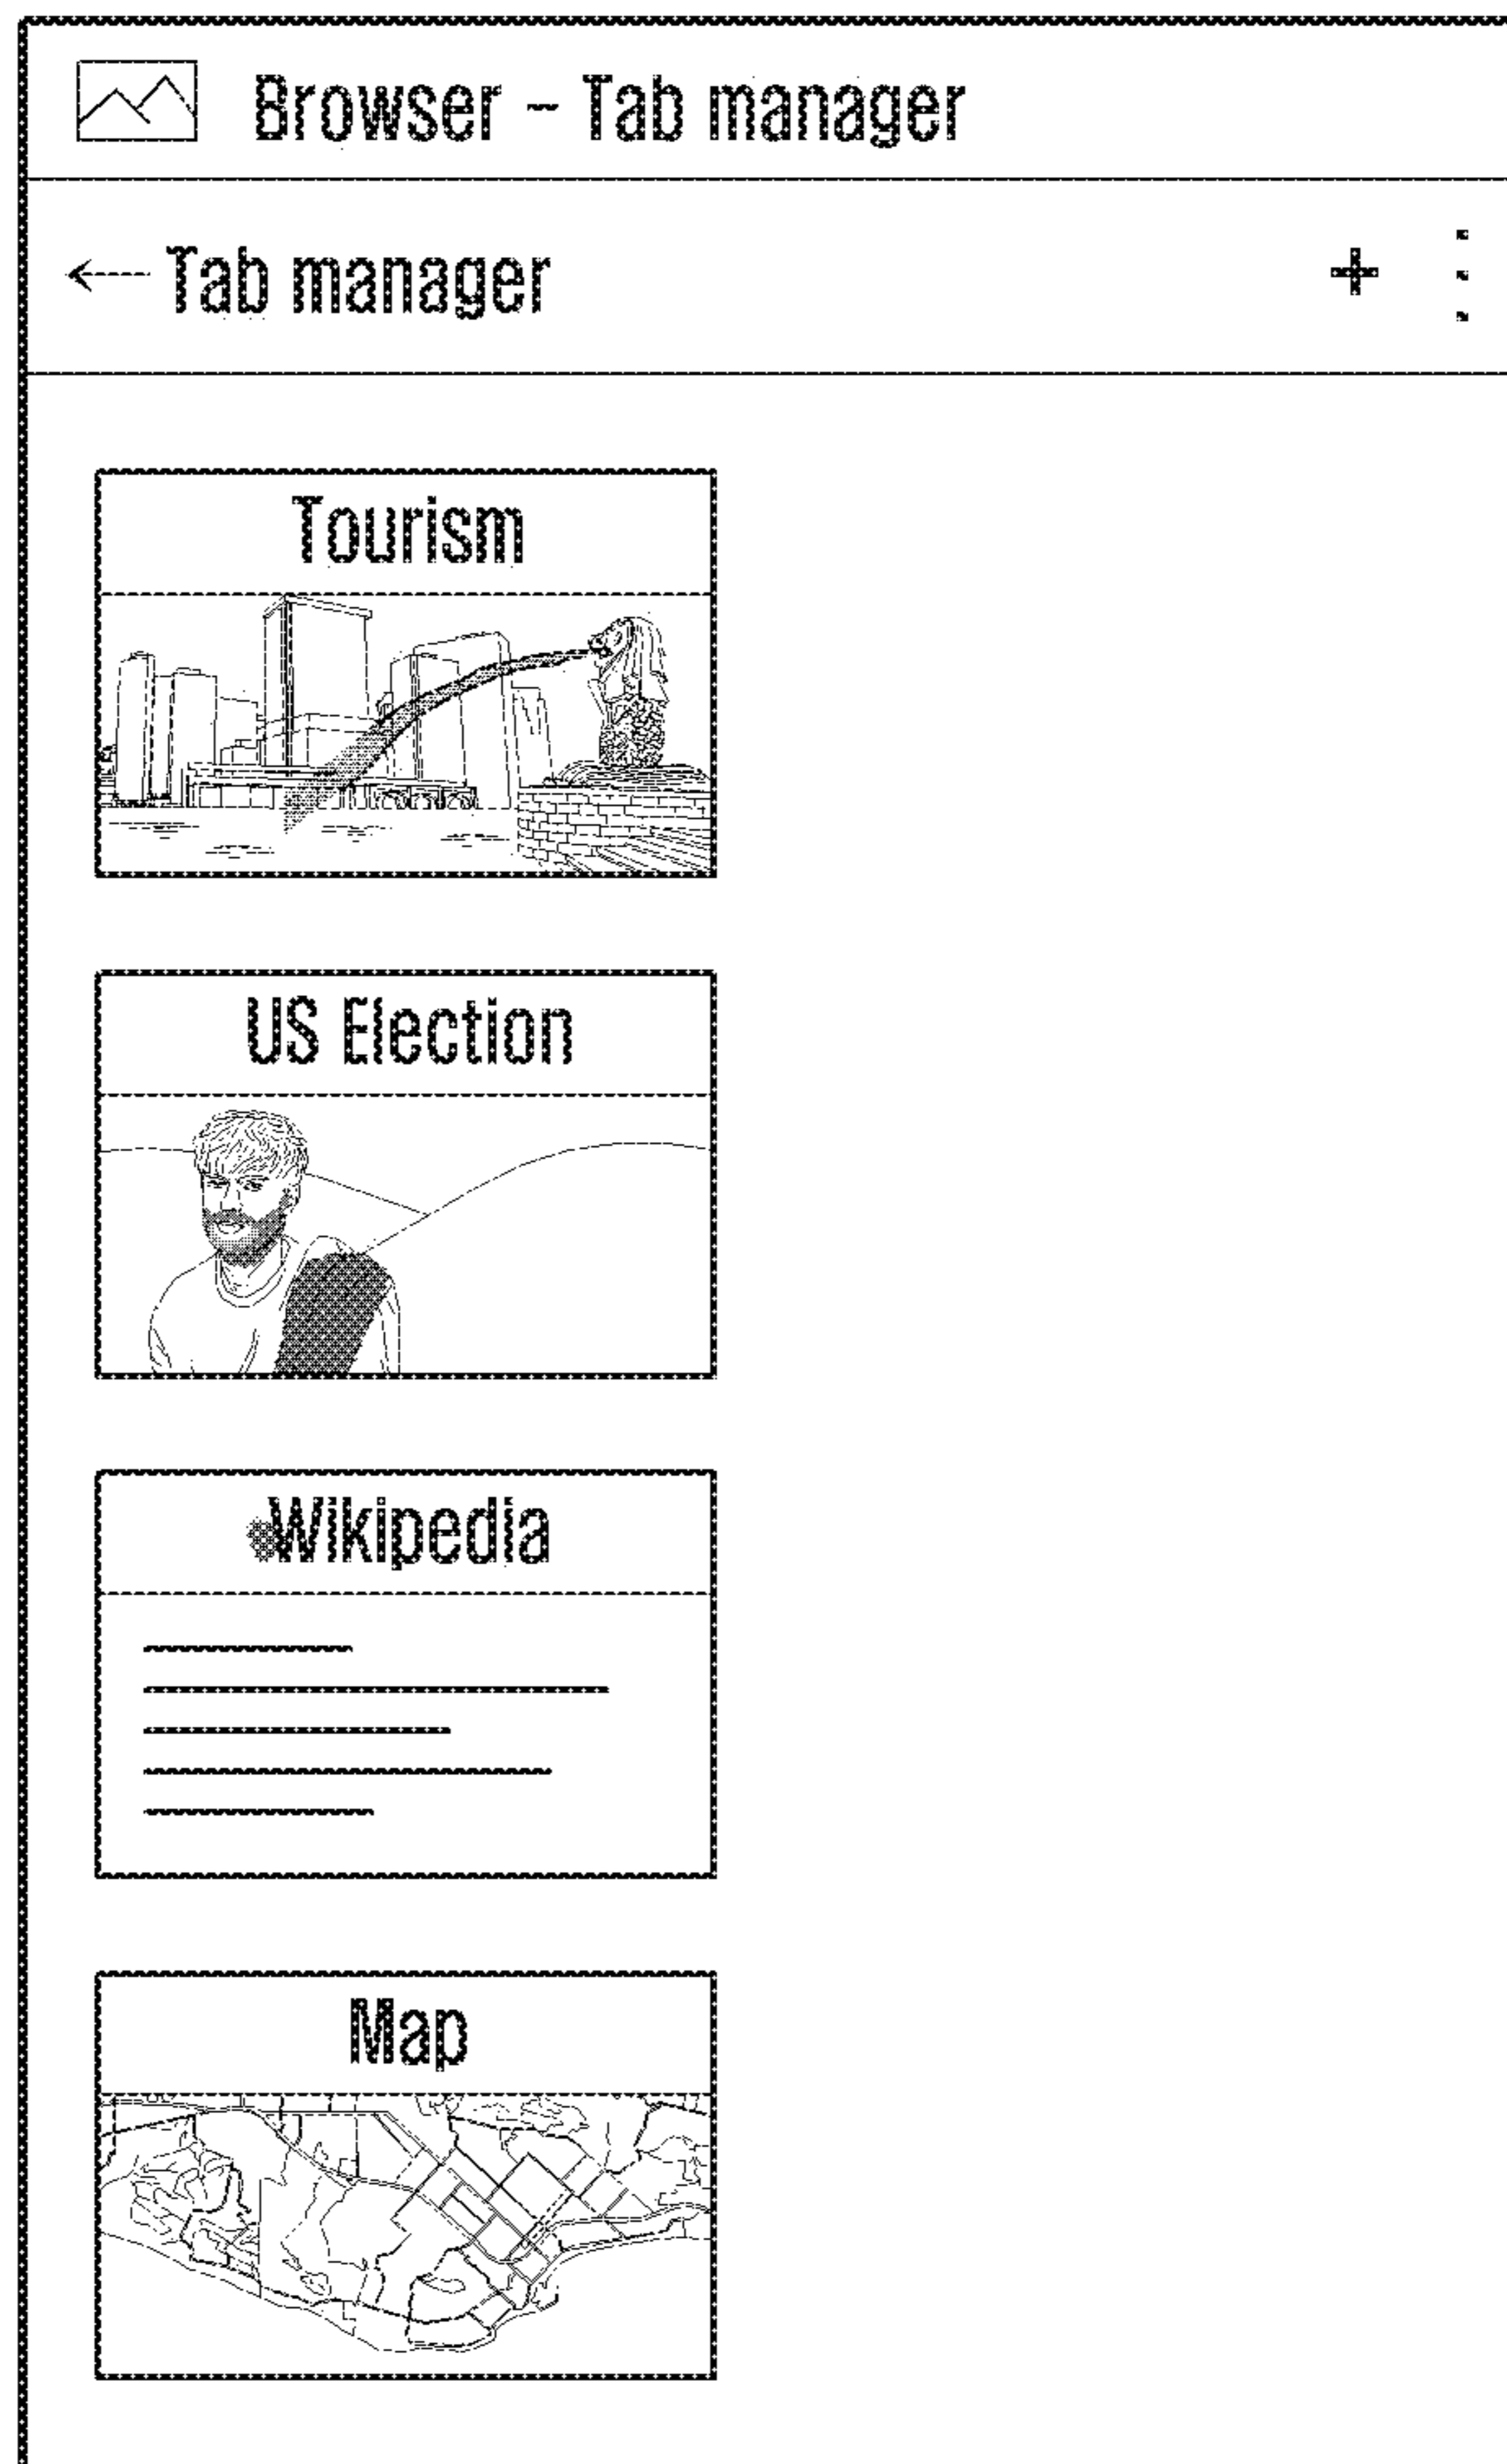 Browser - Tab manager
Tab manager
Tourism
US Election
Wikipedia
Map